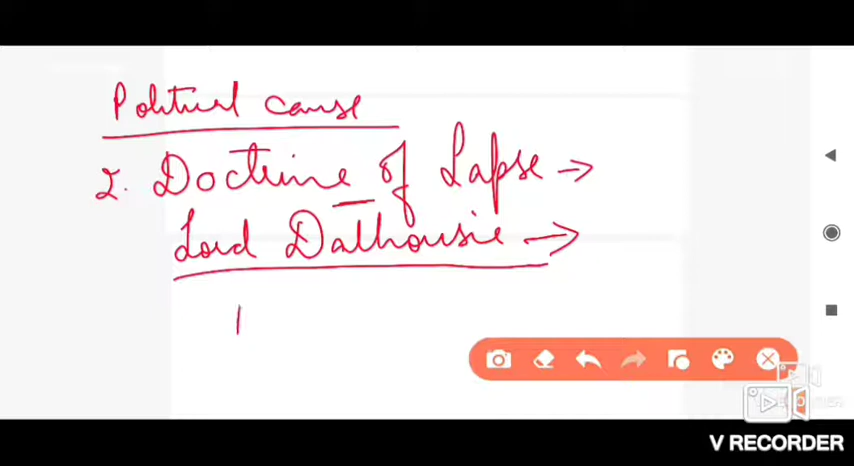 Political cause
2. Doctrine of Lapse →
Lord Dalhousie →
V RECORDER